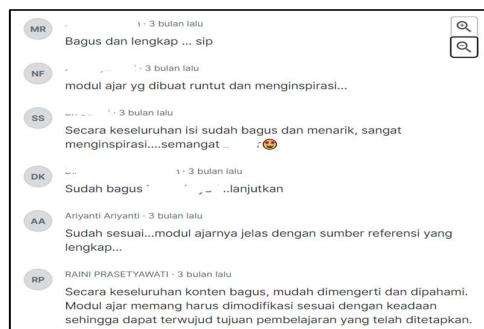 MR
· 3 bulan lalu
Bagus dan lengkap ... sip
NF
· 3 bulan lalu
modul ajar yg dibuat runtut dan menginspirasi...
SS
· 3 bulan lalu
Secara keseluruhan isi sudah bagus dan menarik, sangat
menginspirasi....semangat 😍
DK
· 3 bulan lalu
Sudah bagus ..lanjutkan
AA
Ariyanti Ariyanti · 3 bulan lalu
Sudah sesuai...modul ajarnya jelas dengan sumber referensi yang
lengkap...
RP
RAINI PRASETYAWATI · 3 bulan lalu
Secara keseluruhan konten bagus, mudah dimengerti dan dipahami.
Modul ajar memang harus dimodifikasi sesuai dengan keadaan
sehingga dapat terwujud tujuan pembelajaran yang telah ditetapkan.